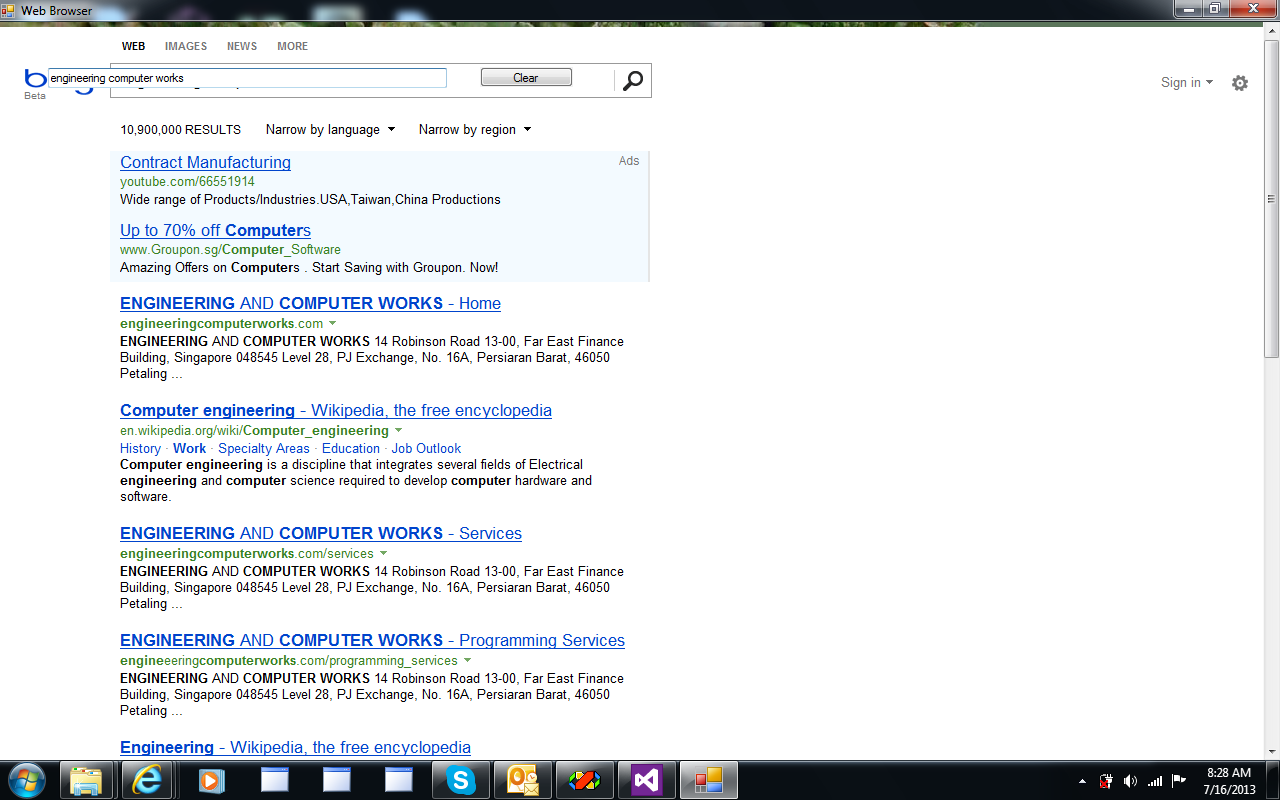 Web Browser
WEB IMAGES NEWS MORE
engineering computer works
Clear
Beta
Sign in
10,900,000 RESULTS Narrow by language Narrow by region
Contract Manufacturing Ads
youtube.com/66551914
Wide range of Products/Industries.USA,Taiwan,China Productions
Up to 70% off Computers
www.Groupon.sg/Computer_Software
Amazing Offers on Computers . Start Saving with Groupon. Now!
ENGINEERING AND COMPUTER WORKS - Home
engineeringcomputerworks.com
ENGINEERING AND COMPUTER WORKS 14 Robinson Road 13-00, Far East Finance
Building, Singapore 048545 Level 28, PJ Exchange, No. 16A, Persiaran Barat, 46050
Petaling ...
Computer engineering - Wikipedia, the free encyclopedia
en.wikipedia.org/wiki/Computer_engineering
History · Work · Specialty Areas · Education · Job Outlook
Computer engineering is a discipline that integrates several fields of Electrical
engineering and computer science required to develop computer hardware and
software.
ENGINEERING AND COMPUTER WORKS - Services
engineeringcomputerworks.com/services
ENGINEERING AND COMPUTER WORKS 14 Robinson Road 13-00, Far East Finance
Building, Singapore 048545 Level 28, PJ Exchange, No. 16A, Persiaran Barat, 46050
Petaling ...
ENGINEERING AND COMPUTER WORKS - Programming Services
engineeering​computerworks.com/programming_services
ENGINEERING AND COMPUTER WORKS 14 Robinson Road 13-00, Far East Finance
Building, Singapore 048545 Level 28, PJ Exchange, No. 16A, Persiaran Barat, 46050
Petaling ...
Engineering - Wikipedia, the free encyclopedia
8:28 AM
7/16/2013